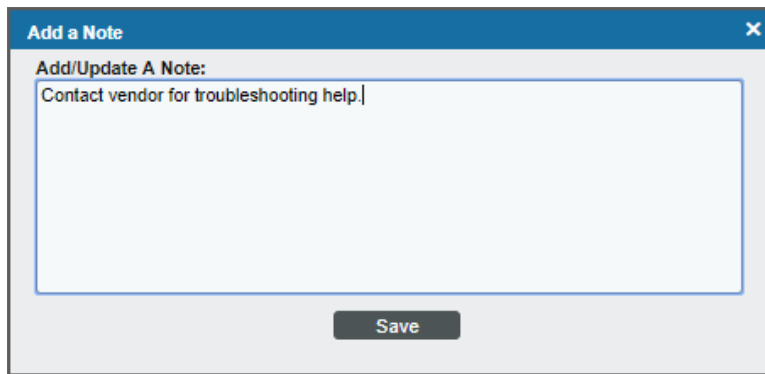 Add a Note
Add/Update A Note:
Contact vendor for troubleshooting help.
Save